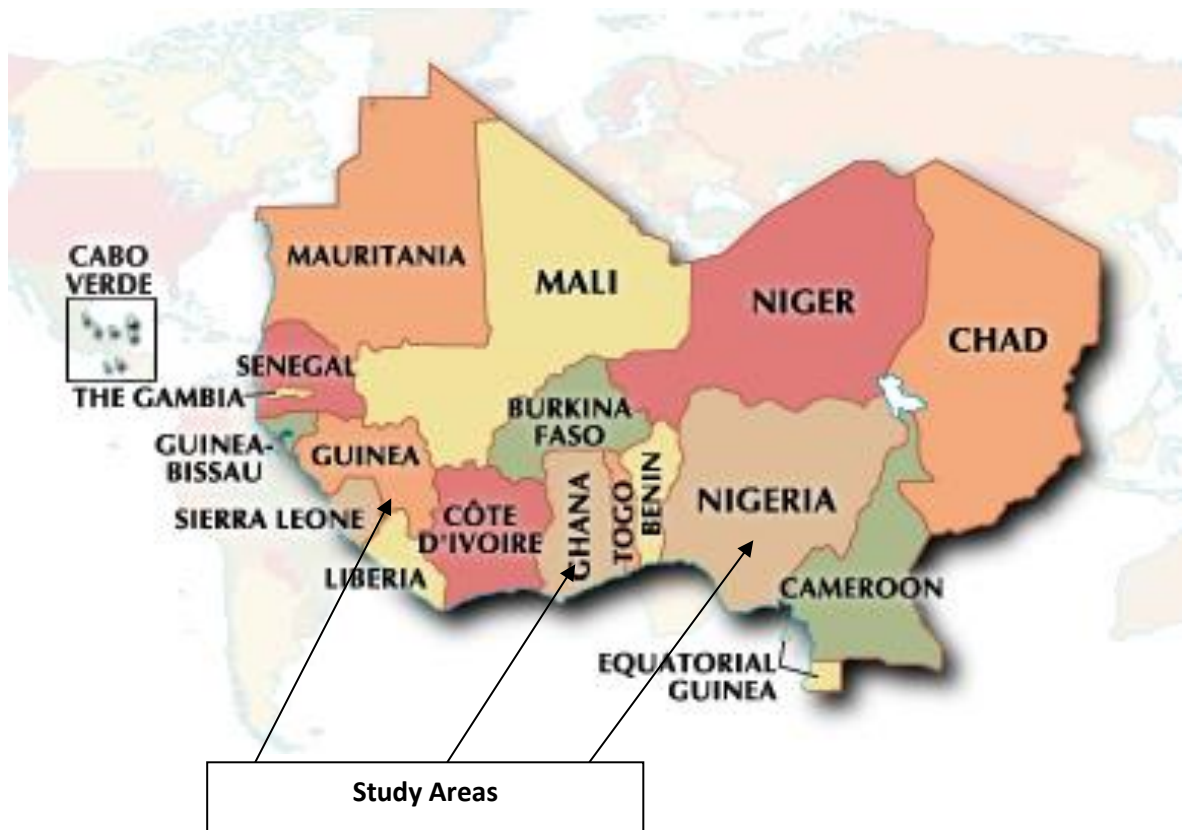 CABO
VERDE
MAURITANIA
MALI
NIGER
CHAD
SENEGAL
THE GAMBIA
GUINEA-
BISSAU
GUINEA
BURKINA
FASO
SIERRA LEONE
CÔTE
D'IVOIRE
GHANA
TOGO
BENIN
NIGERIA
LIBERIA
CAMEROON
EQUATORIAL
GUINEA
Study Areas